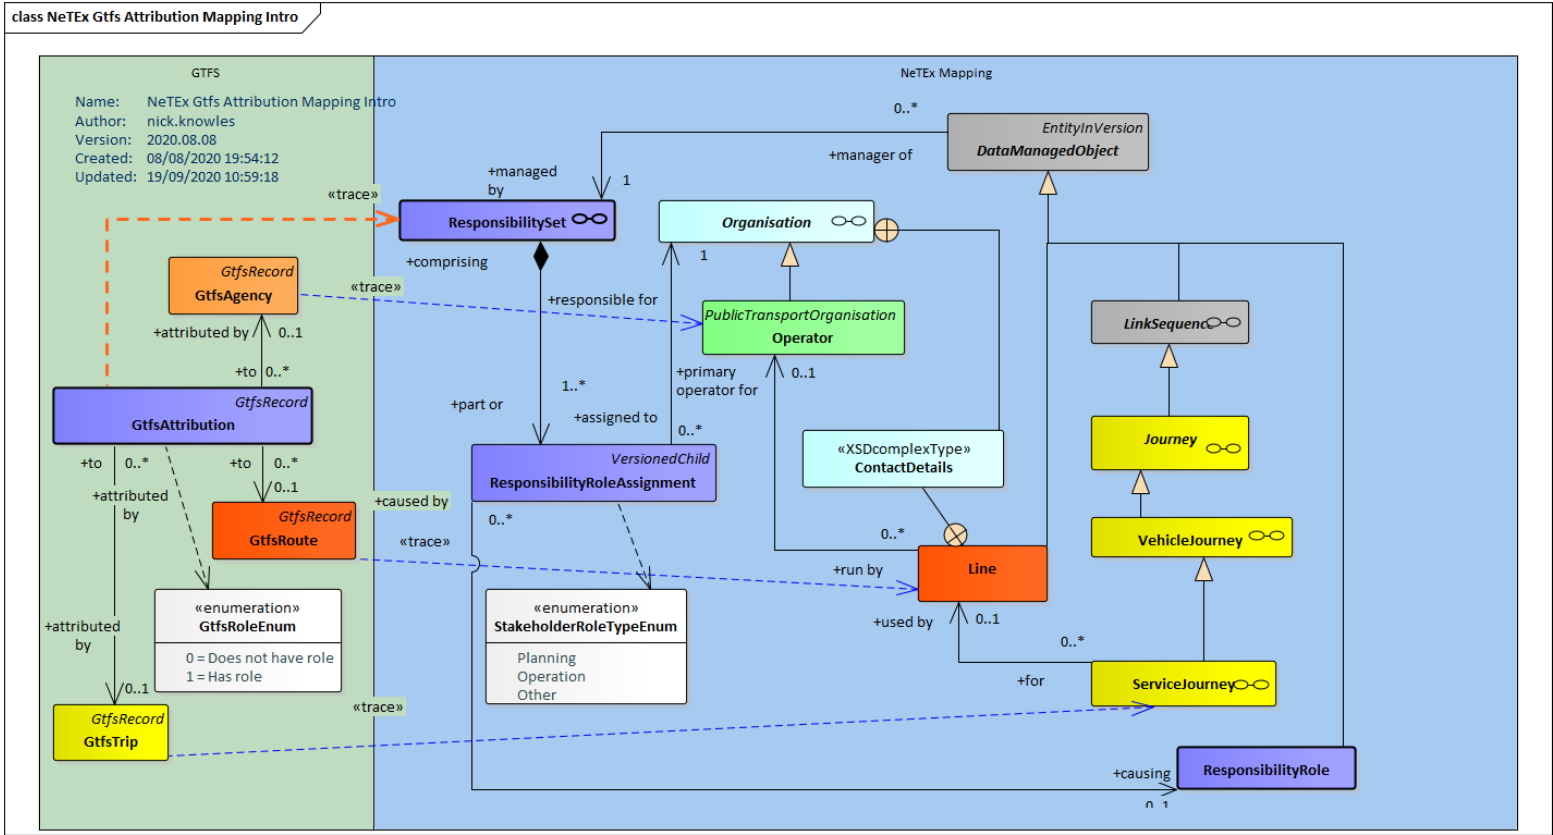 class NeTEx Gtfs Attribution Mapping Intro
GTFS
NeTEx Mapping
Name: NeTEx Gtfs Attribution Mapping Intro
Author: nick.knowles
Version: 2020.08.08
Created: 08/08/2020 19:54:12
Updated: 19/09/2020 10:59:18
0..*
EntityInVersion
DataManagedObject
+manager of
+managed
by
1
«trace»
ResponsibilitySet
Organisation
+comprising
1
GtfsRecord
GtfsAgency
«trace»
+responsible for
PublicTransportOrganisation
Operator
LinkSequence
+attributed by
0..1
+to
0..*
+primary
operator for
0..1
1..*
+part or
+assigned to
0..*
GtfsRecord
GtfsAttribution
Journey
«XSDcomplexType»
ContactDetails
VersionedChild
ResponsibilityRoleAssignment
+to
0..*
+to
0..*
+attributed
by
0..1
+caused by
0..*
GtfsRecord
GtfsRoute
«trace»
0..*
VehicleJourney
+run by
Line
«enumeration»
GtfsRoleEnum
0 = Does not have role
1 = Has role
«enumeration»
StakeholderRoleTypeEnum
Planning
Operation
Other
+attributed
by
+used by
0..1
0..*
+for
ServiceJourney
0..1
GtfsRecord
GtfsTrip
«trace»
+causing
ResponsibilityRole
0..1